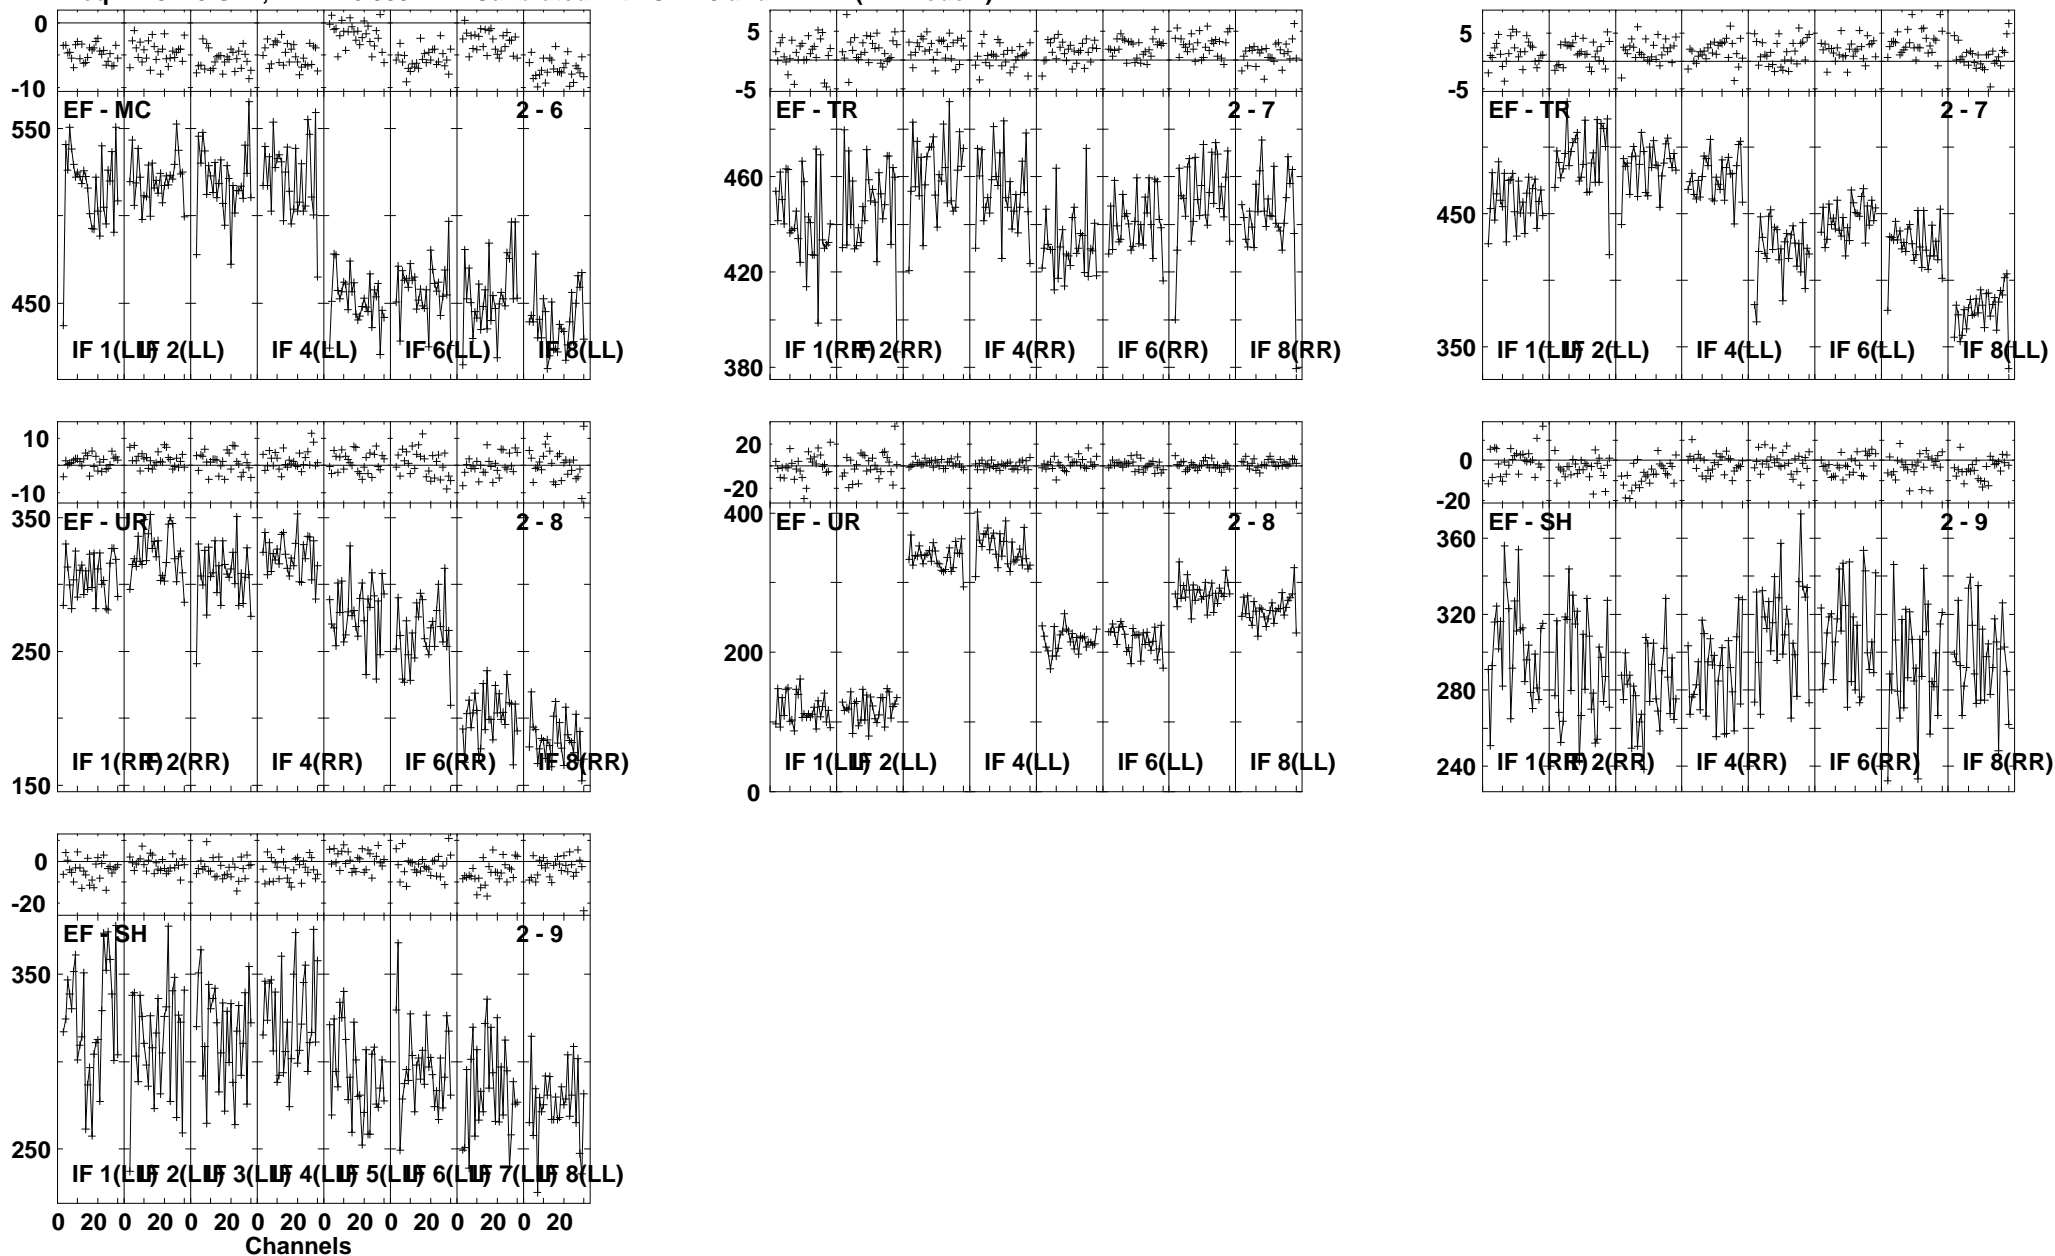 0
-10
EF - MC 2 - 6
550
450
IF 1(LL) IF 2(LL) IF 4(LL) IF 6(LL) IF 8(LL)
5
-5
EF - TR 2 - 7
460
420
380
IF 1(RR) IF 2(RR) IF 4(RR) IF 6(RR) IF 8(RR)
5
-5
EF - TR 2 - 7
450
350
IF 1(LL) IF 2(LL) IF 4(LL) IF 6(LL) IF 8(LL)
10
-10
EF - UR 2 - 8
350
250
150
IF 1(RR) IF 2(RR) IF 4(RR) IF 6(RR) IF 8(RR)
20
-20
EF - UR 2 - 8
400
200
0
IF 1(LL) IF 2(LL) IF 4(LL) IF 6(LL) IF 8(LL)
0
-20
EF - SH 2 - 9
360
320
280
240
IF 1(RR) IF 2(RR) IF 4(RR) IF 6(RR) IF 8(RR)
0
-20
EF - SH 2 - 9
350
250
IF 1(LL) IF 2(LL) IF 3(LL) IF 4(LL) IF 5(LL) IF 6(LL) IF 7(LL) IF 8(LL)
0 20 0 20 0 20 0 20 0 20 0 20 0 20 0 20
Channels